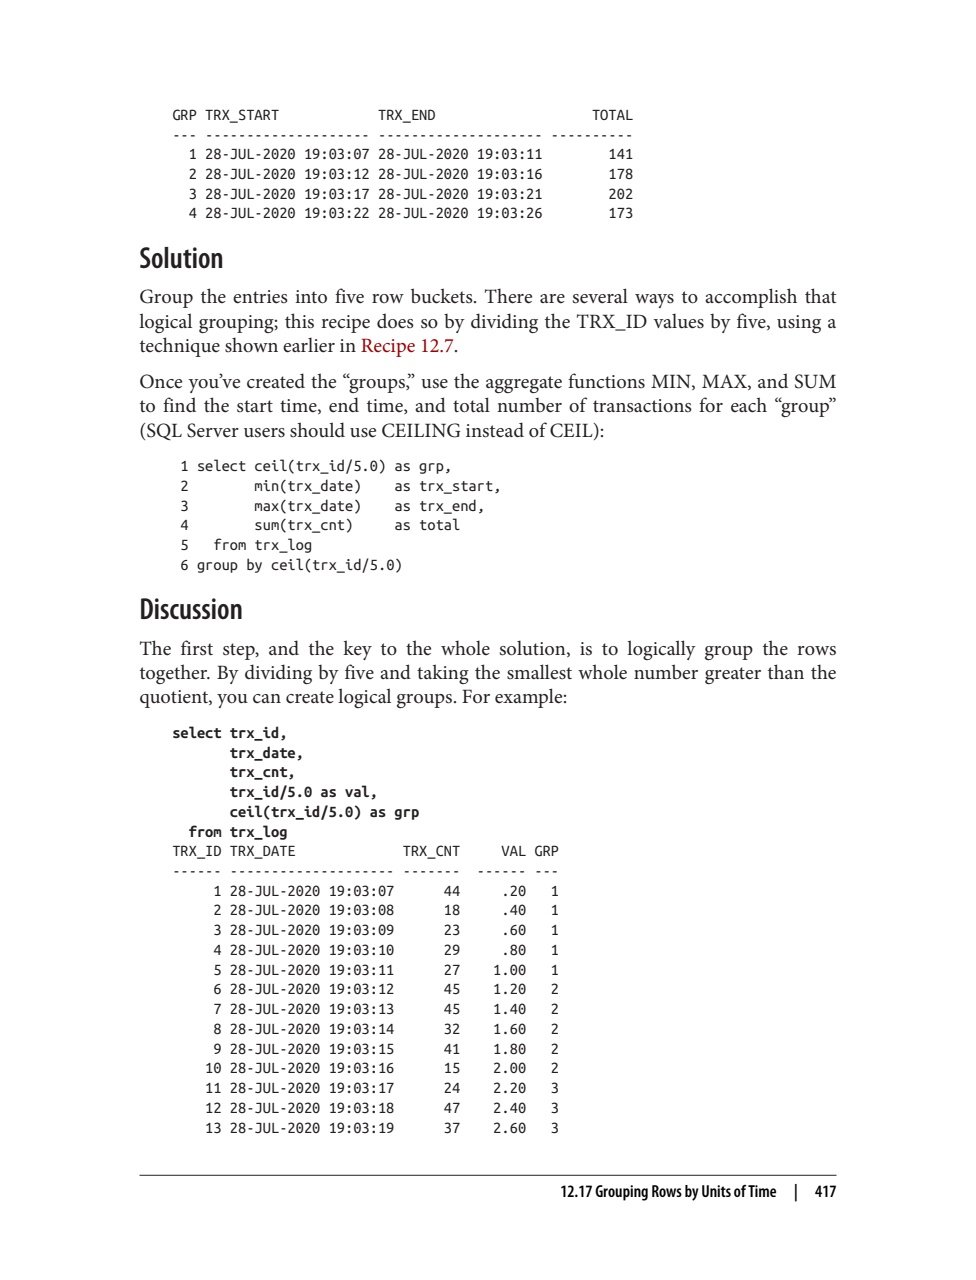 GRP TRX_START            TRX_END                   TOTAL
--- -------------------- -------------------- ----------
  1 28-JUL-2020 19:03:07 28-JUL-2020 19:03:11        141
  2 28-JUL-2020 19:03:12 28-JUL-2020 19:03:16        178
  3 28-JUL-2020 19:03:17 28-JUL-2020 19:03:21        202
  4 28-JUL-2020 19:03:22 28-JUL-2020 19:03:26        173
Solution
Group the entries into five row buckets. There are several ways to accomplish that
logical grouping; this recipe does so by dividing the TRX_ID values by five, using a
technique shown earlier in Recipe 12.7.
Once you’ve created the “groups,” use the aggregate functions MIN, MAX, and SUM
to find the start time, end time, and total number of transactions for each “group”
(SQL Server users should use CEILING instead of CEIL):
1 select ceil(trx_id/5.0) as grp,
2        min(trx_date)    as trx_start,
3        max(trx_date)    as trx_end,
4        sum(trx_cnt)     as total
5   from trx_log
6 group by ceil(trx_id/5.0)
Discussion
The first step, and the key to the whole solution, is to logically group the rows
together. By dividing by five and taking the smallest whole number greater than the
quotient, you can create logical groups. For example:
select trx_id,
       trx_date,
       trx_cnt,
       trx_id/5.0 as val,
       ceil(trx_id/5.0) as grp
  from trx_log
TRX_ID TRX_DATE             TRX_CNT     VAL GRP
------ -------------------- -------  ------ ---
     1 28-JUL-2020 19:03:07      44     .20   1
     2 28-JUL-2020 19:03:08      18     .40   1
     3 28-JUL-2020 19:03:09      23     .60   1
     4 28-JUL-2020 19:03:10      29     .80   1
     5 28-JUL-2020 19:03:11      27    1.00   1
     6 28-JUL-2020 19:03:12      45    1.20   2
     7 28-JUL-2020 19:03:13      45    1.40   2
     8 28-JUL-2020 19:03:14      32    1.60   2
     9 28-JUL-2020 19:03:15      41    1.80   2
    10 28-JUL-2020 19:03:16      15    2.00   2
    11 28-JUL-2020 19:03:17      24    2.20   3
    12 28-JUL-2020 19:03:18      47    2.40   3
    13 28-JUL-2020 19:03:19      37    2.60   3
12.17 Grouping Rows by Units of Time | 417